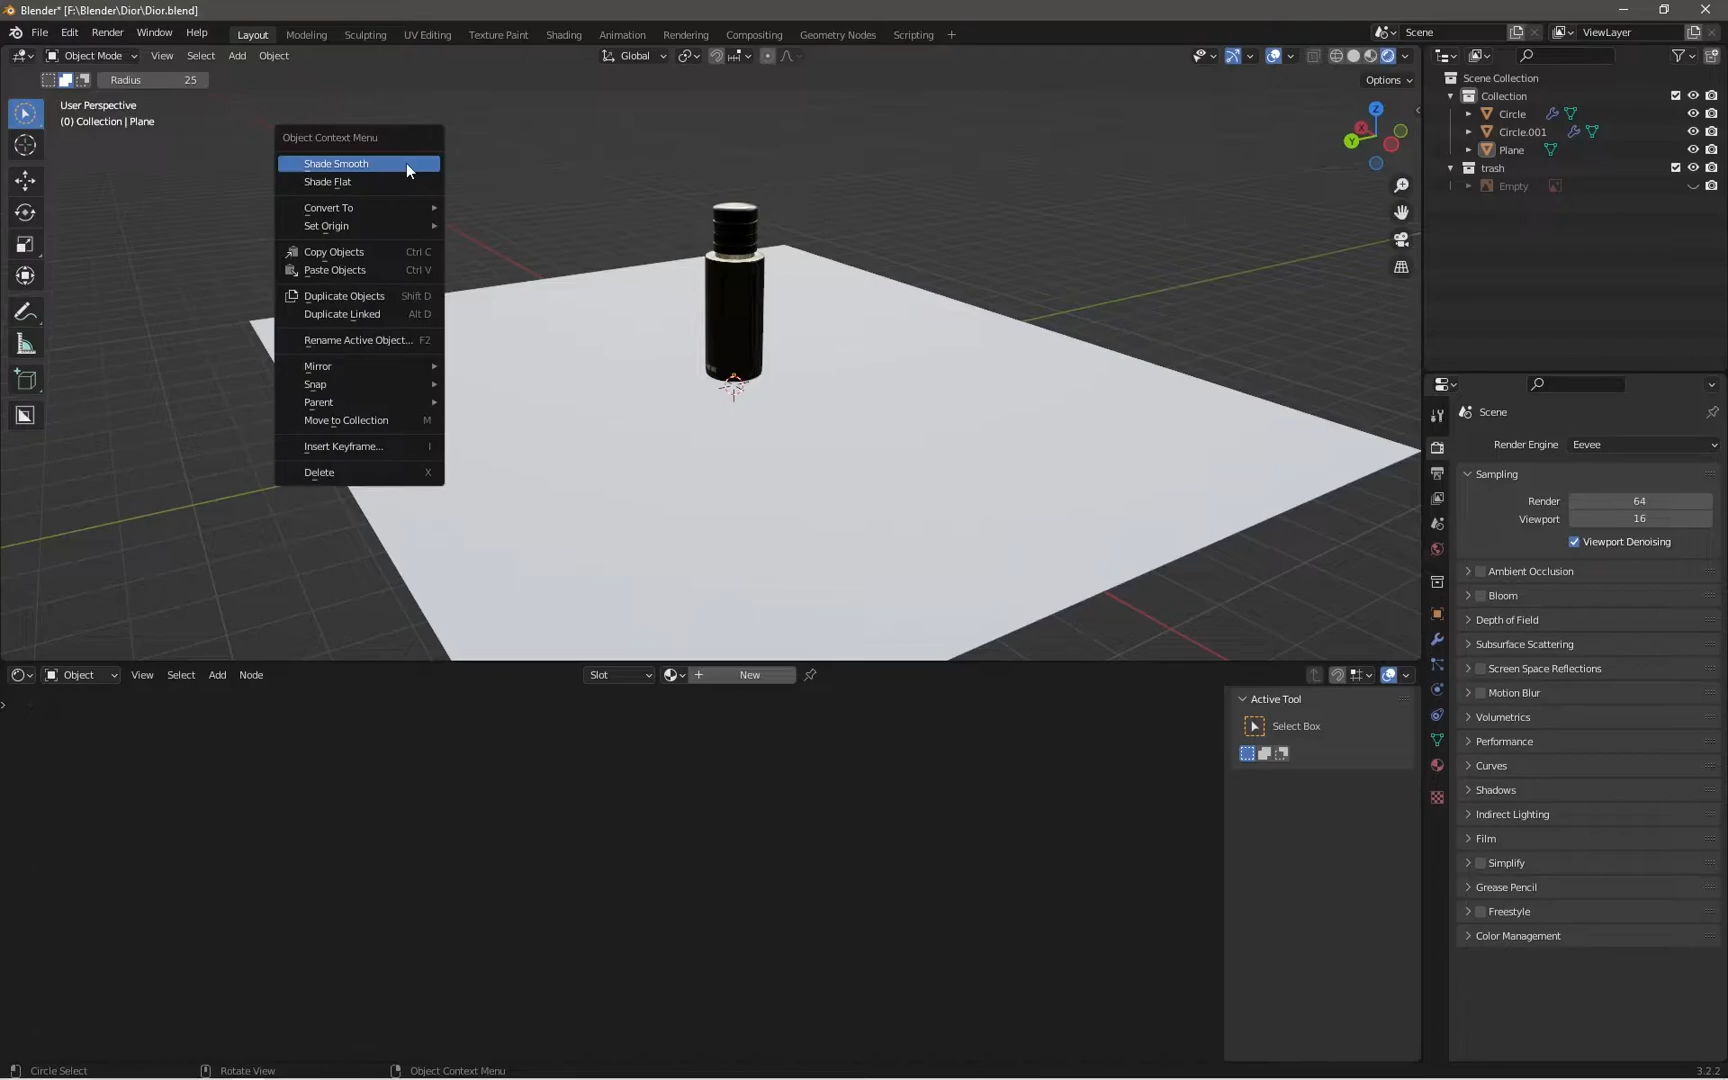 Blender* [F:\Blender\Dior\Dior.blend]
File Edit Render Window Help
Layout Modeling Sculpting UV Editing Texture Paint Shading Animation Rendering Compositing Geometry Nodes Scripting +
Scene ViewLayer
Object Mode View Select Add Object
Global
Radius 25
Options
User Perspective
(0) Collection | Plane
Z
X
Y
Object Context Menu
Shade Smooth
Shade Flat
Convert To
Set Origin
Copy Objects Ctrl C
Paste Objects Ctrl V
Duplicate Objects Shift D
Duplicate Linked Alt D
Rename Active Object... F2
Mirror
Snap
Parent
Move to Collection M
Insert Keyframe... I
Delete X
Scene Collection
Collection
Circle
Circle.001
Plane
trash
Empty
Scene
Render Engine Eevee
Sampling
Render 64
Viewport 16
Viewport Denoising
Ambient Occlusion
Bloom
Depth of Field
Subsurface Scattering
Screen Space Reflections
Motion Blur
Volumetrics
Performance
Curves
Shadows
Indirect Lighting
Film
Simplify
Grease Pencil
Freestyle
Color Management
Object View Select Add Node
Slot
+ New
Active Tool
Select Box
Circle Select
Rotate View
Object Context Menu
3.2.2